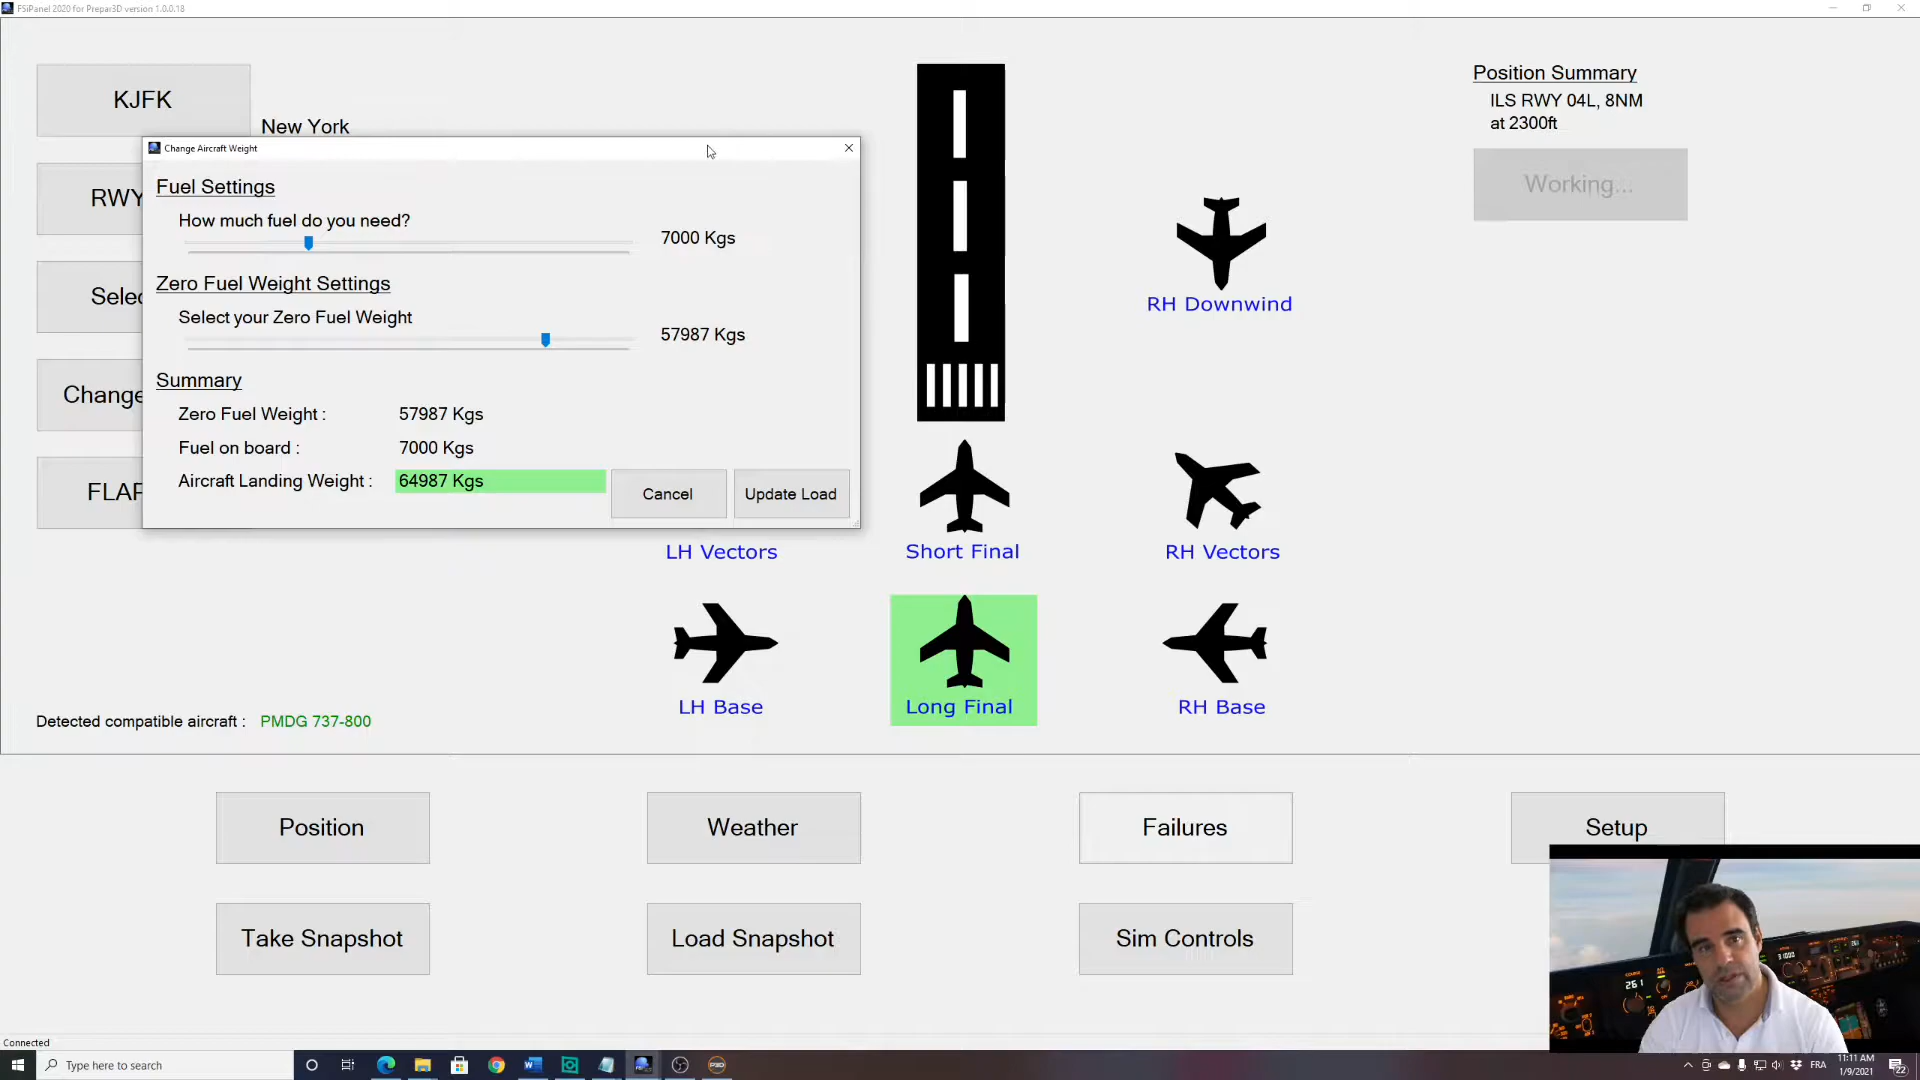 FSiPanel 2020 for Prepar3D version 1.0.0.18
KJFK
New York
Position Summary
ILS RWY 04L, 8NM
at 2300ft
Working...
RWY
Selec
Change
FLAP
Change Aircraft Weight
Fuel Settings
How much fuel do you need?
7000 Kgs
Zero Fuel Weight Settings
Select your Zero Fuel Weight
57987 Kgs
Summary
Zero Fuel Weight : 57987 Kgs
Fuel on board : 7000 Kgs
Aircraft Landing Weight : 64987 Kgs
Cancel
Update Load
RH Downwind
LH Vectors
Short Final
RH Vectors
LH Base
Long Final
RH Base
Detected compatible aircraft : PMDG 737-800
Position
Weather
Failures
Setup
Take Snapshot
Load Snapshot
Sim Controls
261
Connected
Type here to search
P3D
FRA
11:11 AM
1/9/2021
22